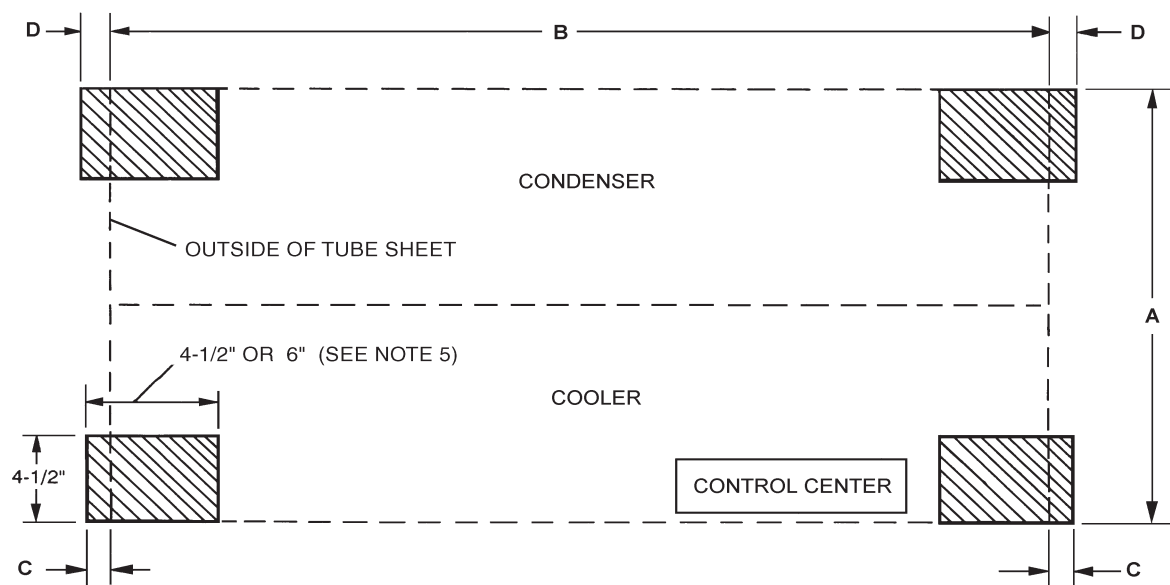 D
B
D
CONDENSER
OUTSIDE OF TUBE SHEET
A
4-1/2" OR 6" (SEE NOTE 5)
COOLER
4-1/2"
CONTROL CENTER
C
C